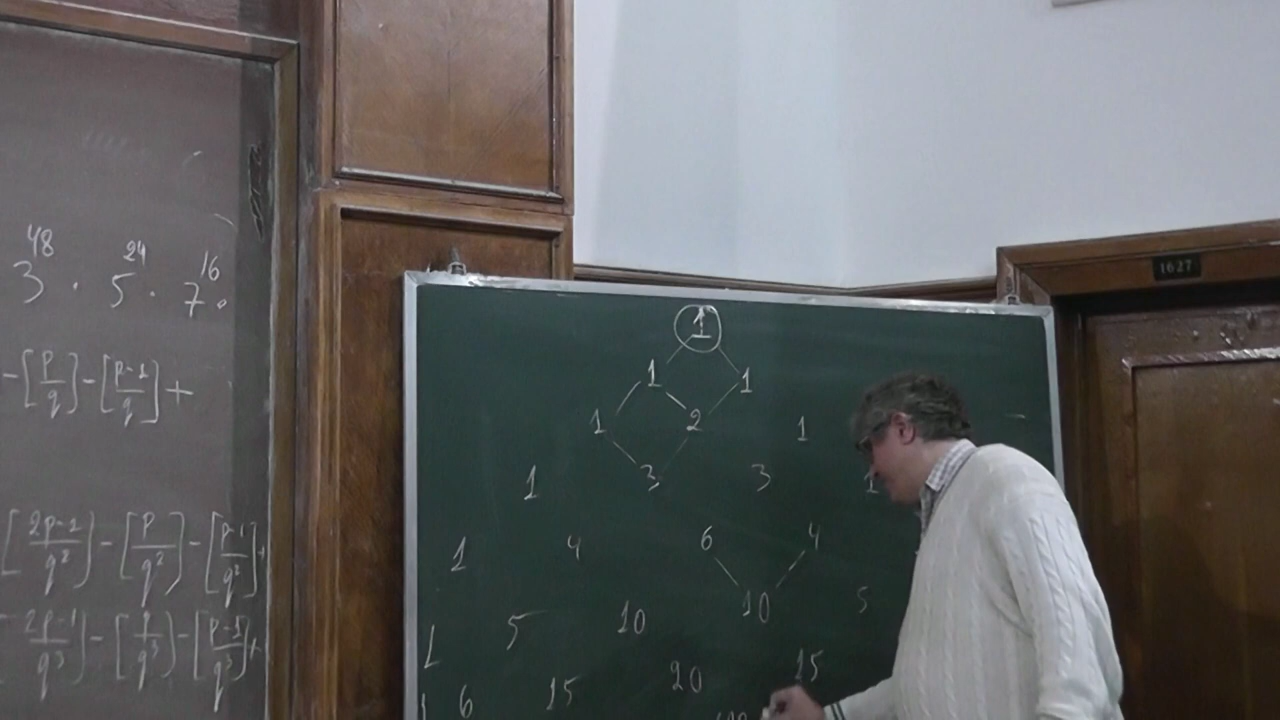 3^48 · 5^24 · 7^16 .
-[p/q]-[p-1/q]+
[2p-1/q^2]-[p/q^2]-[p-1/q^2]+
2p-1/q^3]-[p/q^3]-[p-1/q^3]+
1627
1
1 1
1 2 1
1 3 3 1
1 4 6 4
1 5 10 10 5
1 6 15 20 15